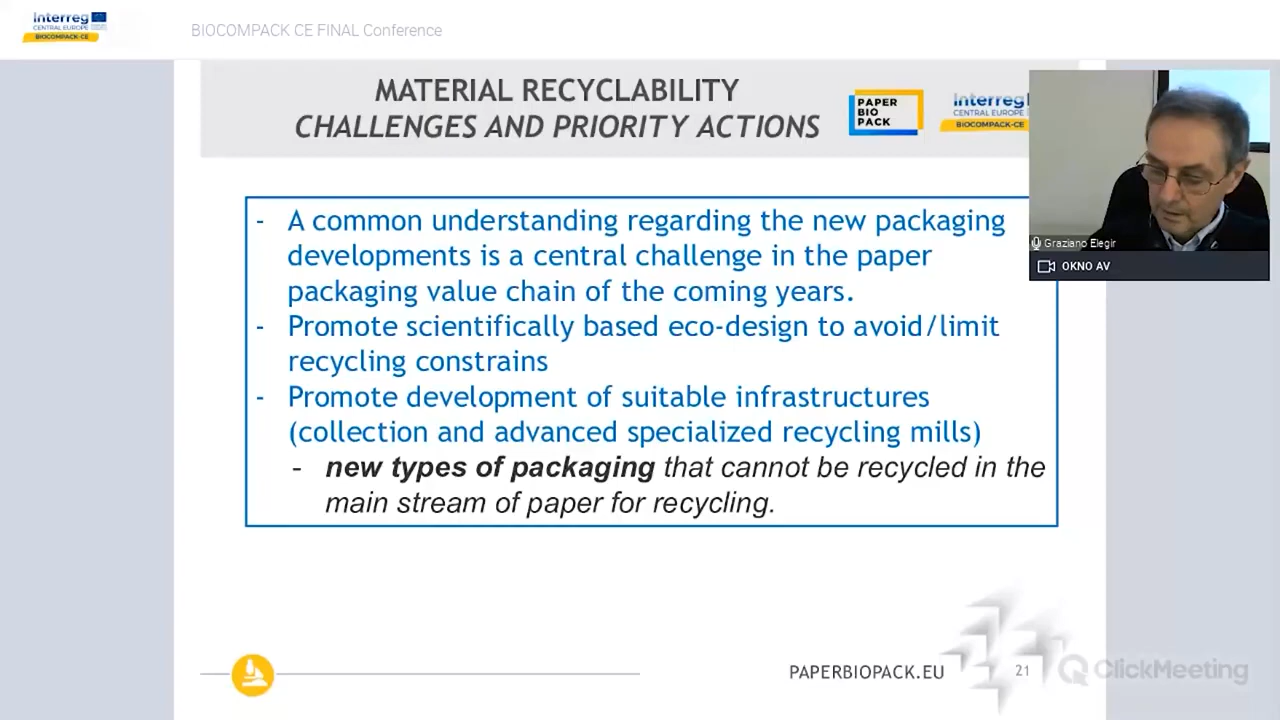 Interreg
CENTRAL EUROPE
BIOCOMPACK-CE
BIOCOMPACK CE FINAL Conference
MATERIAL RECYCLABILITY
CHALLENGES AND PRIORITY ACTIONS
PAPER
BIO
PACK
Interreg
CENTRAL EUROPE
BIOCOMPACK-CE
- A common understanding regarding the new packaging
developments is a central challenge in the paper
packaging value chain of the coming years.
- Promote scientifically based eco-design to avoid/limit
recycling constrains
- Promote development of suitable infrastructures
(collection and advanced specialized recycling mills)
- new types of packaging that cannot be recycled in the
main stream of paper for recycling.
Graziano Elegir
OKNO AV
PAPERBIOPACK.EU
21
ClickMeeting